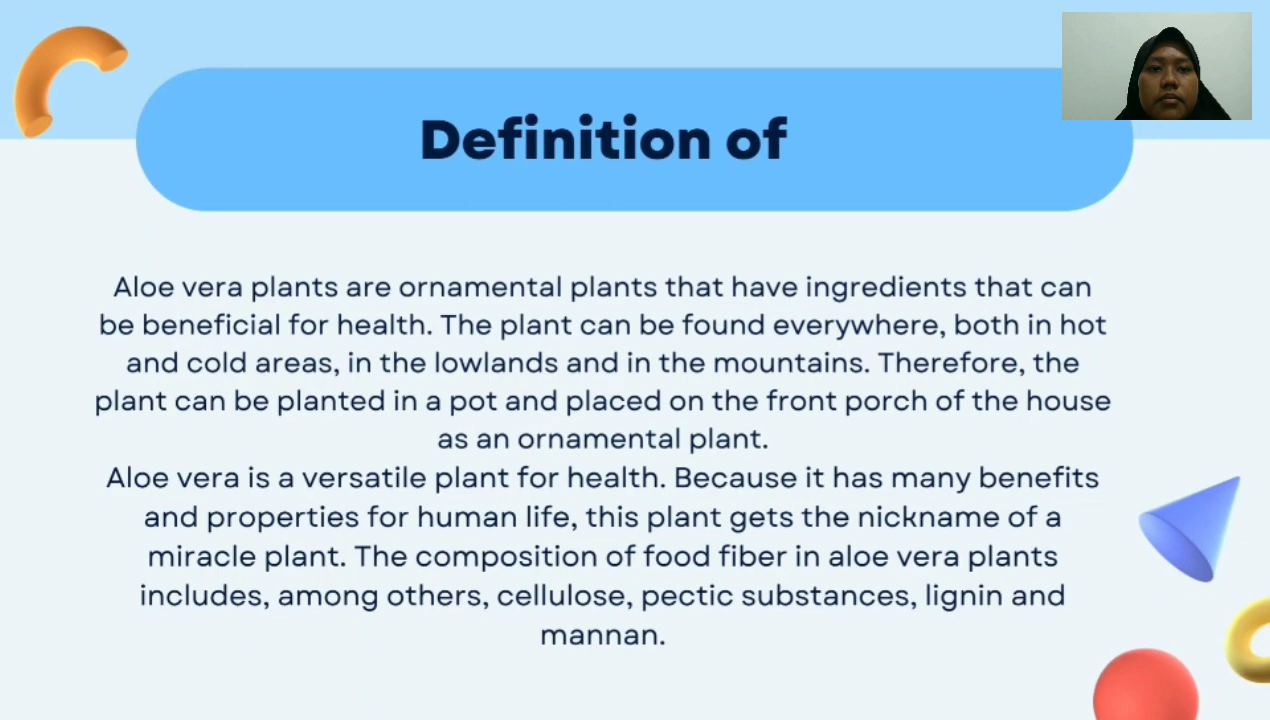 Definition of
Aloe vera plants are ornamental plants that have ingredients that can
be beneficial for health. The plant can be found everywhere, both in hot
and cold areas, in the lowlands and in the mountains. Therefore, the
plant can be planted in a pot and placed on the front porch of the house
as an ornamental plant.
Aloe vera is a versatile plant for health. Because it has many benefits
and properties for human life, this plant gets the nickname of a
miracle plant. The composition of food fiber in aloe vera plants
includes, among others, cellulose, pectic substances, lignin and
mannan.